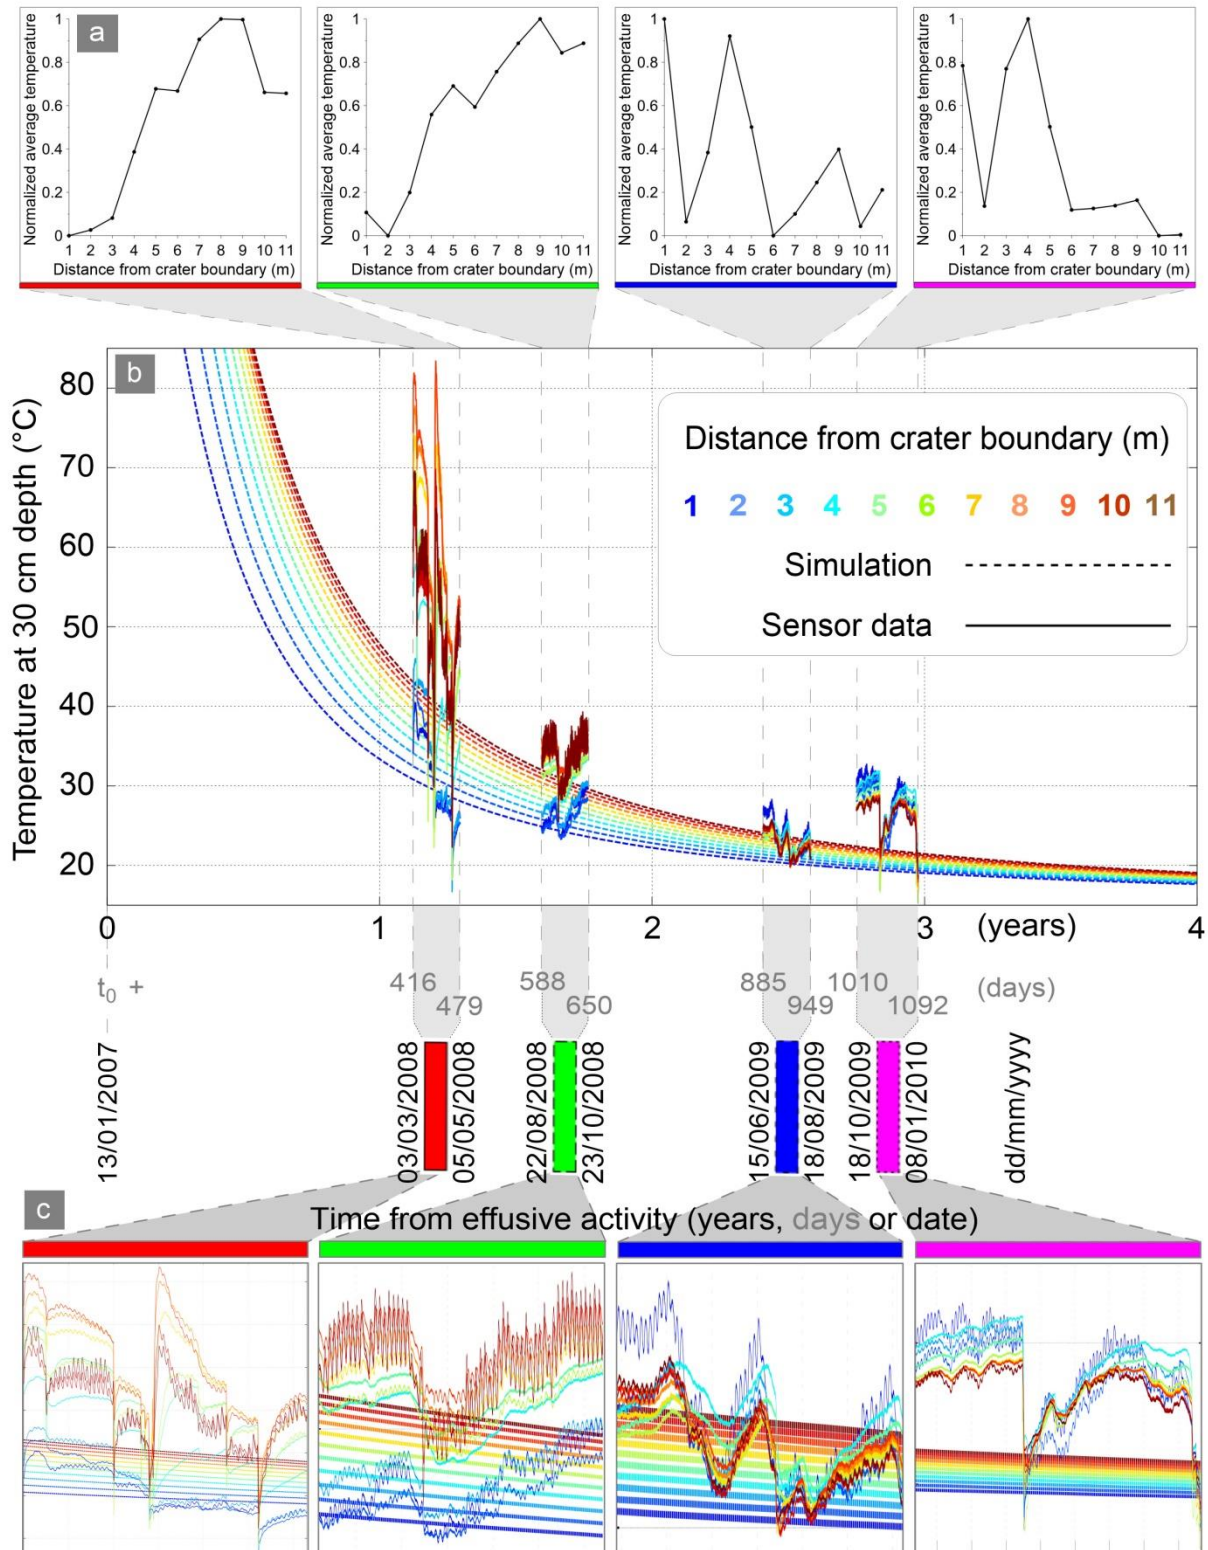 a
Normalized average temperature
1
0.8
0.6
0.4
0.2
0
1 2 3 4 5 6 7 8 9 10 11
Distance from crater boundary (m)
Normalized average temperature
1
0.8
0.6
0.4
0.2
0
1 2 3 4 5 6 7 8 9 10 11
Distance from crater boundary (m)
Normalized average temperature
1
0.8
0.6
0.4
0.2
0
1 2 3 4 5 6 7 8 9 10 11
Distance from crater boundary (m)
Normalized average temperature
1
0.8
0.6
0.4
0.2
0
1 2 3 4 5 6 7 8 9 10 11
Distance from crater boundary (m)
b
Temperature at 30 cm depth (°C)
80
70
60
50
40
30
20
Distance from crater boundary (m)
1 2 3 4 5 6 7 8 9 10 11
Simulation
Sensor data
0 1 2 3 (years) 4
t0 + 416 588 885 1010 (days)
479 650 949 1092
13/01/2007
03/03/2008
05/05/2008
22/08/2008
23/10/2008
15/06/2009
18/08/2009
18/10/2009
08/01/2010
dd/mm/yyyy
c
Time from effusive activity (years, days or date)